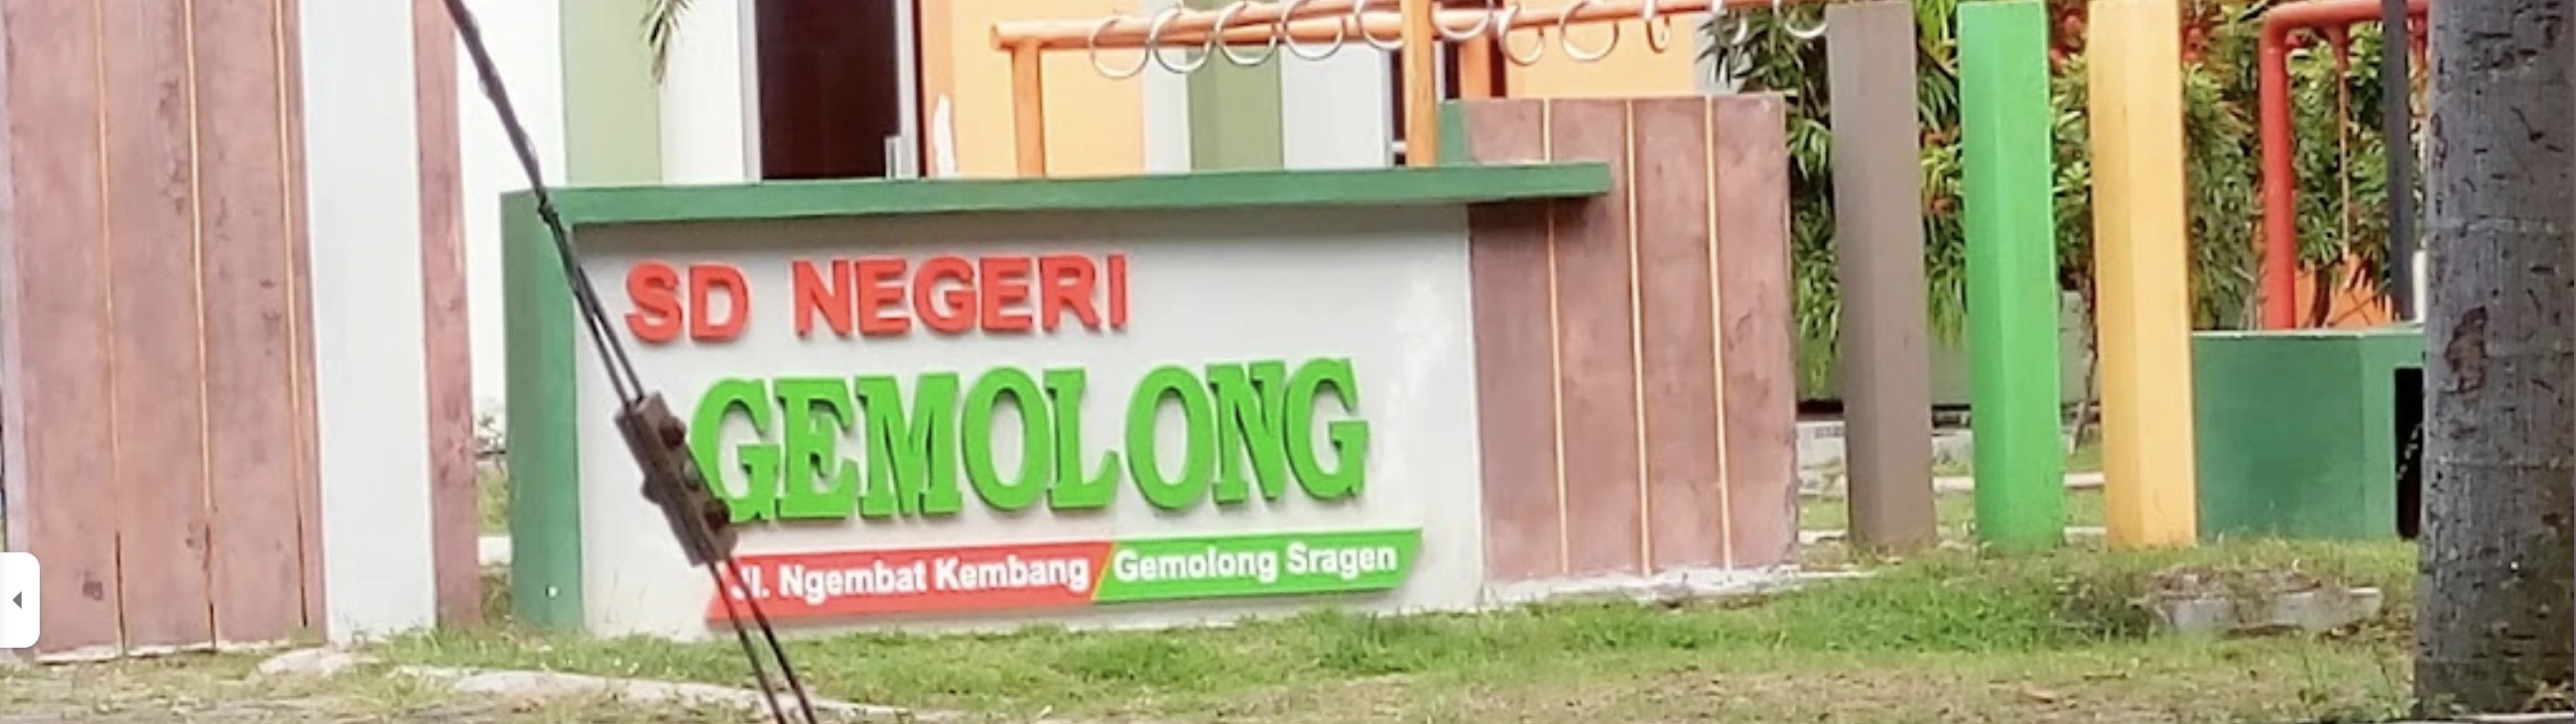 SD NEGERI
GEMOLONG
Jl. Ngembat Kembang Gemolong Sragen